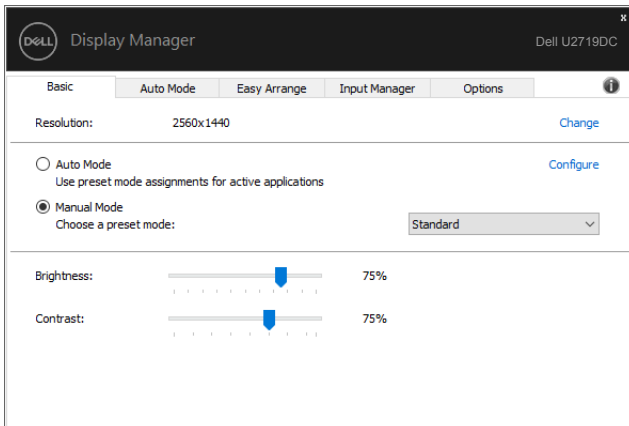 x
DELL Display Manager Dell U2719DC
Basic Auto Mode Easy Arrange Input Manager Options i
Resolution: 2560x1440 Change
Auto Mode Configure
Use preset mode assignments for active applications
Manual Mode
Choose a preset mode: Standard
Brightness: 75%
Contrast: 75%